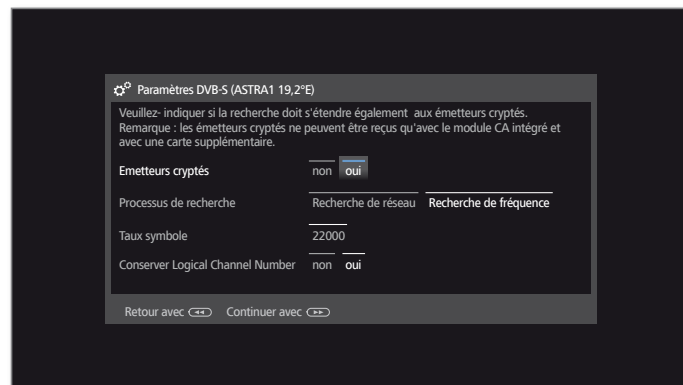 Paramètres DVB-S (ASTRA1 19,2°E)
Veuillez- indiquer si la recherche doit s'étendre également aux émetteurs cryptés.
Remarque : les émetteurs cryptés ne peuvent être reçus qu'avec le module CA intégré et
avec une carte supplémentaire.
Emetteurs cryptés non oui
Processus de recherche Recherche de réseau Recherche de fréquence
Taux symbole 22000
Conserver Logical Channel Number non oui
Retour avec Continuer avec